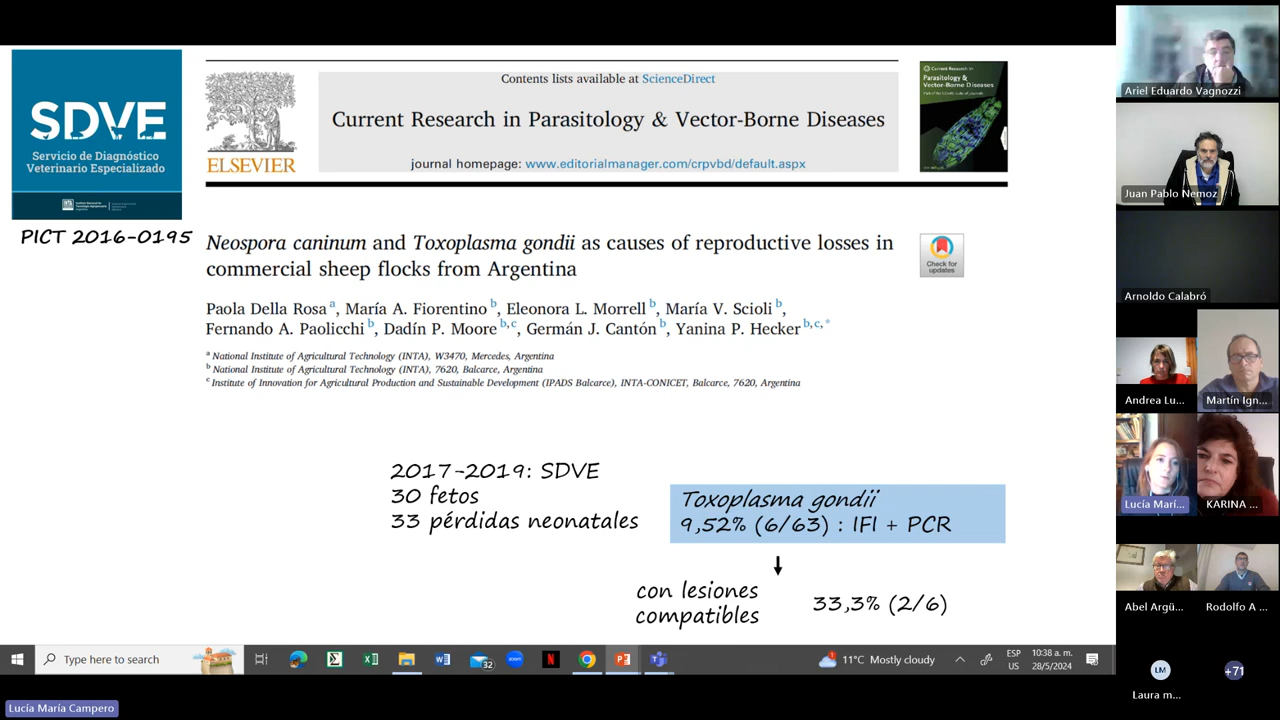 SDVE
Servicio de Diagnóstico
Veterinario Especializado
PICT 2016-0195
ELSEVIER
Contents lists available at ScienceDirect
Current Research in Parasitology & Vector-Borne Diseases
journal homepage: www.editorialmanager.com/crpvbd/default.aspx
Current Research in
Parasitology &
Vector-Borne Diseases
Neospora caninum and Toxoplasma gondii as causes of reproductive losses in
commercial sheep flocks from Argentina
Check for
updates
Paola Della Rosa a, María A. Fiorentino b, Eleonora L. Morrell b, María V. Scioli b,
Fernando A. Paolicchi b, Dadín P. Moore b,c, Germán J. Cantón b, Yanina P. Hecker b,c,*
a National Institute of Agricultural Technology (INTA), W3470, Mercedes, Argentina
b National Institute of Agricultural Technology (INTA), 7620, Balcarce, Argentina
c Institute of Innovation for Agricultural Production and Sustainable Development (IPADS Balcarce), INTA-CONICET, Balcarce, 7620, Argentina
2017-2019: SDVE
30 fetos
33 pérdidas neonatales
Toxoplasma gondii
9,52% (6/63) : IFI + PCR
con lesiones
compatibles
33,3% (2/6)
Type here to search
32
11°C Mostly cloudy
ESP
US
10:38 a. m.
28/5/2024
Lucía María Campero
Ariel Eduardo Vagnozzi
Juan Pablo Nemoz
Arnoldo Calabró
Andrea Lu...
Martín Ign...
Lucía Marí...
KARINA ...
Abel Argü...
Rodolfo A ...
LM
+71
Laura m...